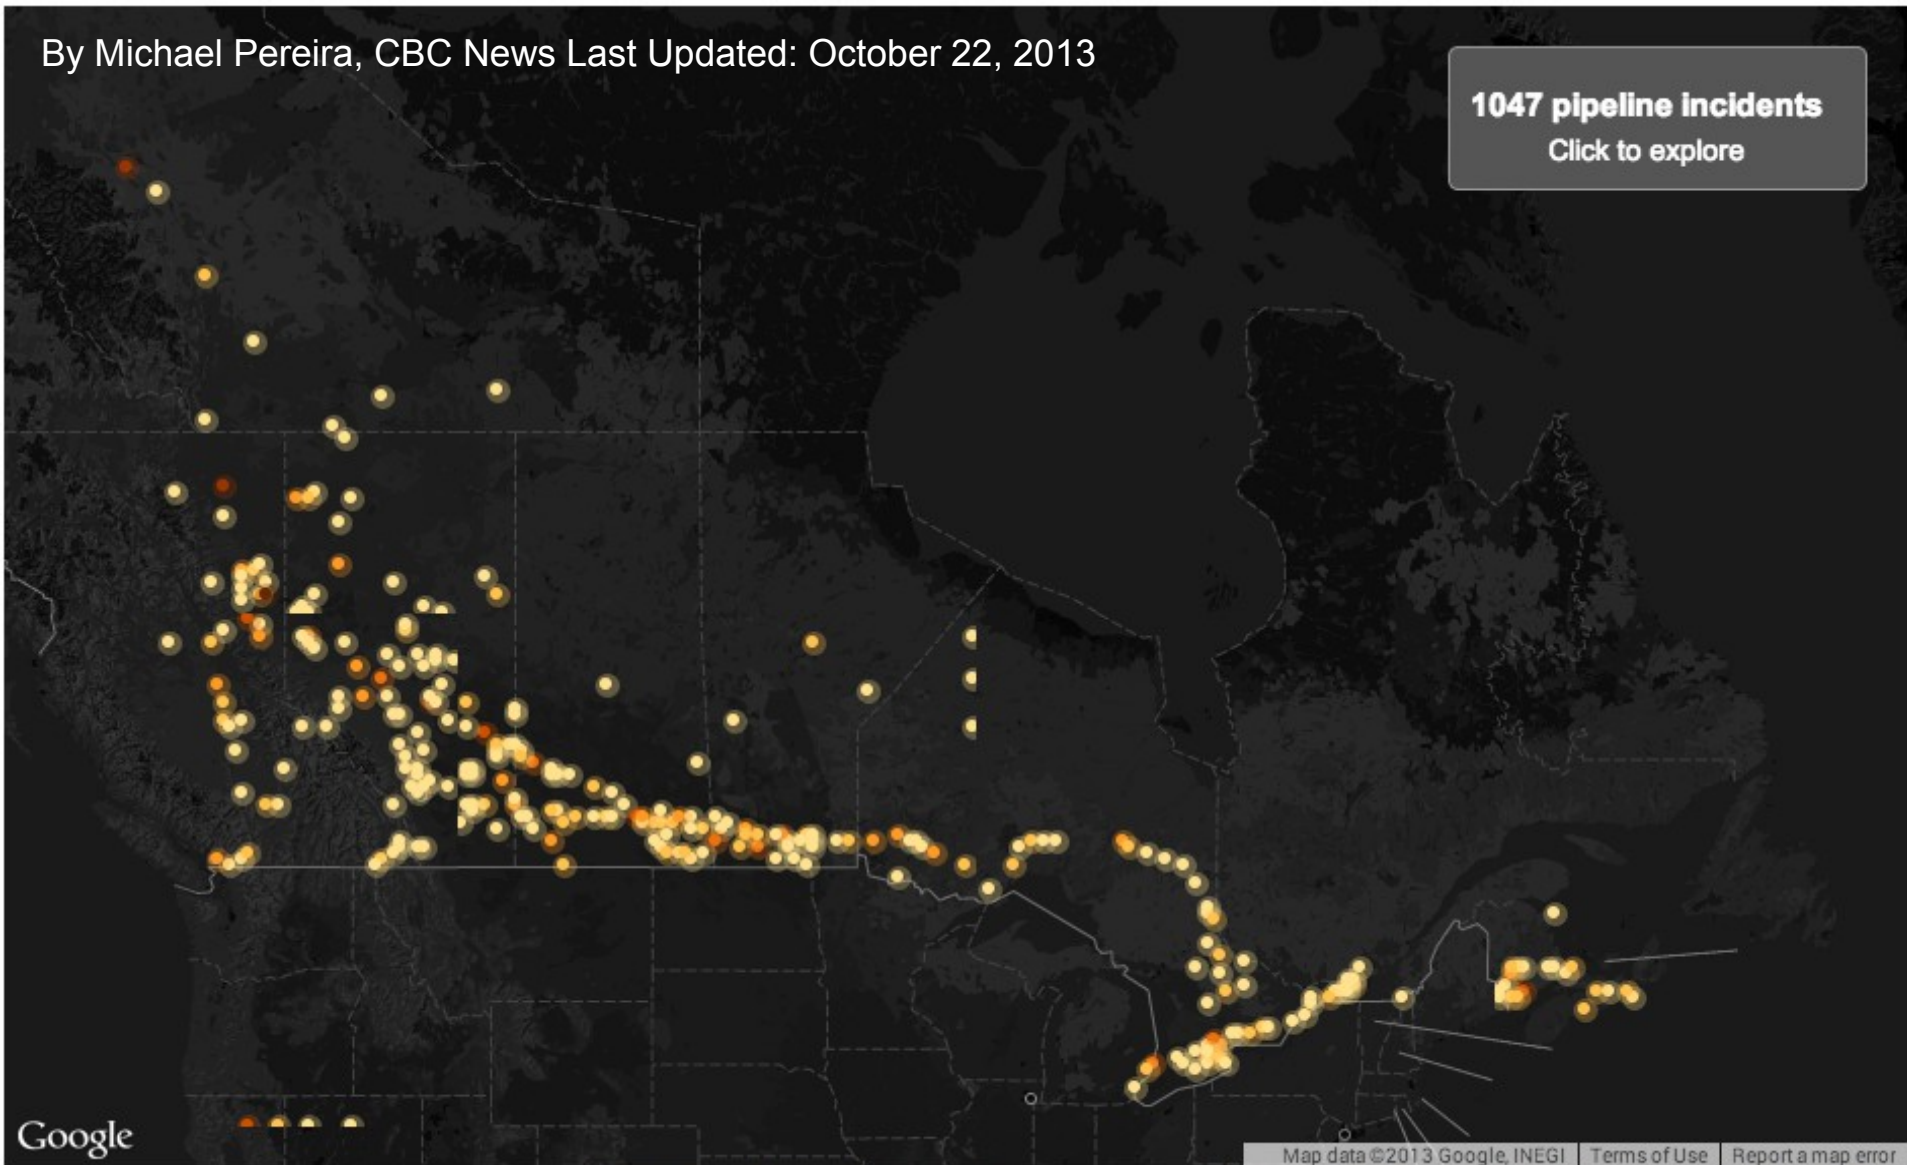 By Michael Pereira, CBC News Last Updated: October 22, 2013
1047 pipeline incidents
Click to explore
Google
Map data ©2013 Google, INEGI
Terms of Use
Report a map error